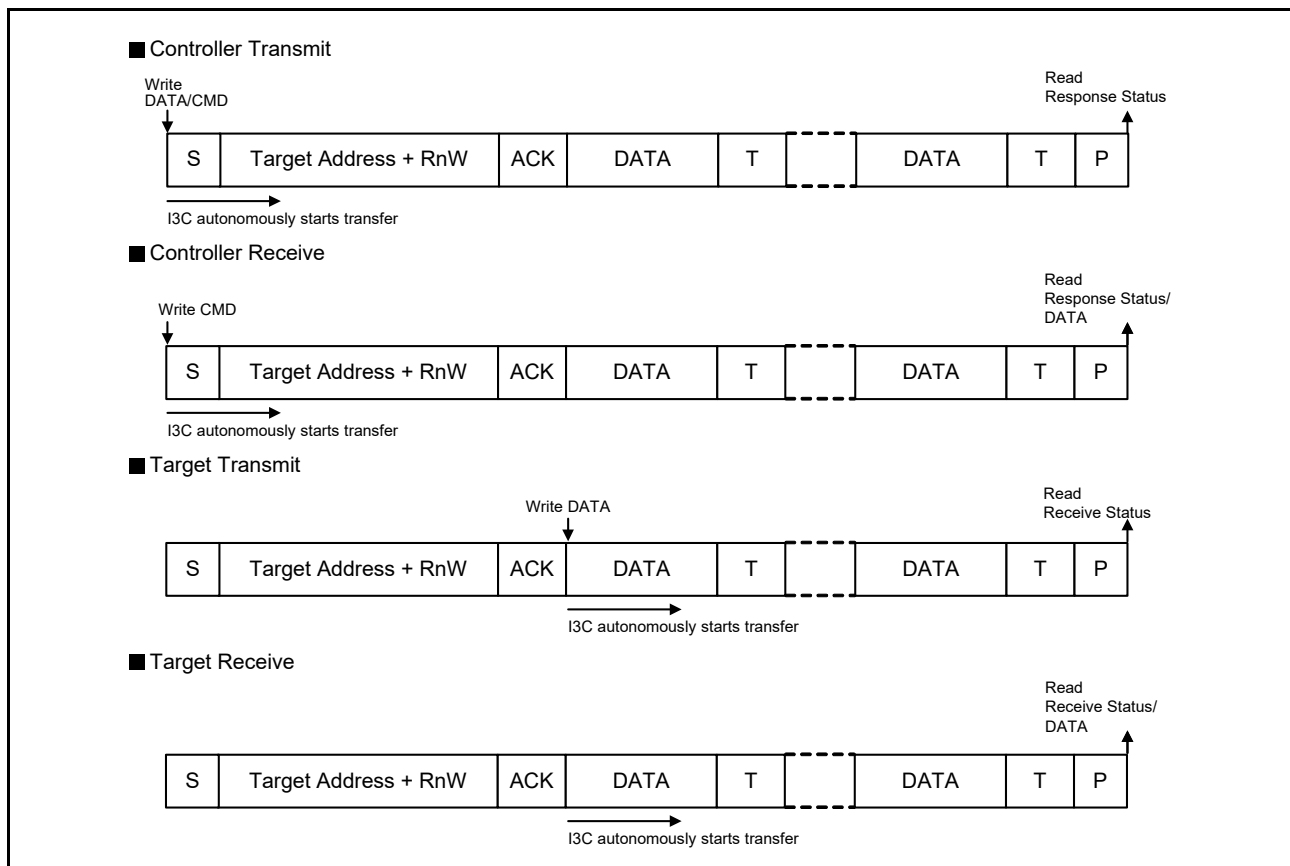 ■ Controller Transmit
Write
DATA/CMD
Read
Response Status
S Target Address + RnW ACK DATA T DATA T P
I3C autonomously starts transfer
■ Controller Receive
Write CMD
Read
Response Status/
DATA
S Target Address + RnW ACK DATA T DATA T P
I3C autonomously starts transfer
■ Target Transmit
Write DATA
Read
Receive Status
S Target Address + RnW ACK DATA T DATA T P
I3C autonomously starts transfer
■ Target Receive
Read
Receive Status/
DATA
S Target Address + RnW ACK DATA T DATA T P
I3C autonomously starts transfer